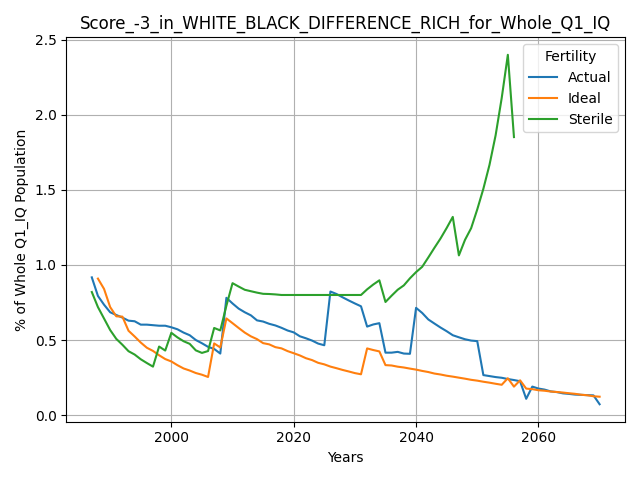 Score_-3_in_WHITE_BLACK_DIFFERENCE_RICH_for_Whole_Q1_IQ
Fertility
Actual
Ideal
Sterile
% of Whole Q1_IQ Population
2.5
2.0
1.5
1.0
0.5
0.0
2000
2020
2040
2060
Years